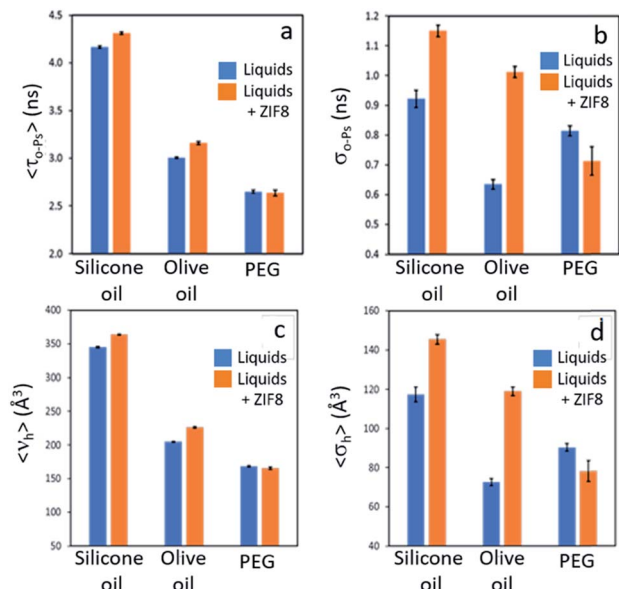 a
<τo-Ps> (ns)
4.5
4.0
3.5
3.0
2.5
2.0
Liquids
Liquids
+ ZIF8
Silicone
oil
Olive
oil
PEG
b
σo-Ps (ns)
1.2
1.1
1.0
0.9
0.8
0.7
0.6
0.5
0.4
Liquids
Liquids
+ ZIF8
Silicone
oil
Olive
oil
PEG
c
<νh> (Å³)
400
350
300
250
200
150
100
50
Liquids
Liquids
+ ZIF8
Silicone
oil
Olive
oil
PEG
d
<σh> (Å³)
160
140
120
100
80
60
40
Liquids
Liquids
+ ZIF8
Silicone
oil
Olive
oil
PEG